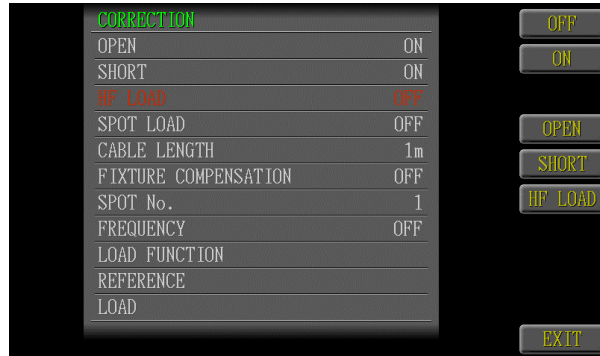 CORRECTION
OPEN ON
SHORT ON
HF LOAD OFF
SPOT LOAD OFF
CABLE LENGTH 1m
FIXTURE COMPENSATION OFF
SPOT No. 1
FREQUENCY OFF
LOAD FUNCTION
REFERENCE
LOAD
OFF
ON
OPEN
SHORT
HF LOAD
EXIT